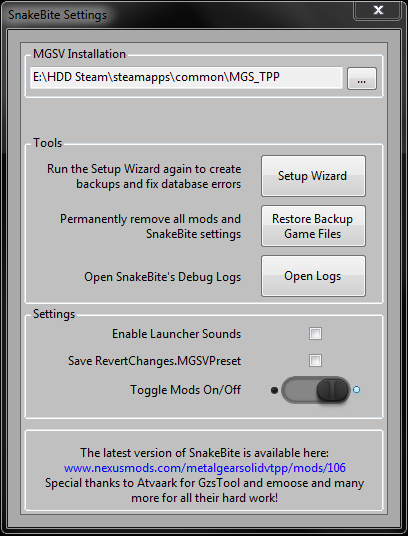 SnakeBite Settings
MGSV Installation
E:\HDD Steam\steamapps\common\MGS_TPP
...
Tools
Run the Setup Wizard again to create
backups and fix database errors
Setup Wizard
Permanently remove all mods and
SnakeBite settings
Restore Backup
Game Files
Open SnakeBite's Debug Logs
Open Logs
Settings
Enable Launcher Sounds
Save RevertChanges.MGSVPreset
Toggle Mods On/Off
The latest version of SnakeBite is available here:
www.nexusmods.com/metalgearsolidvtpp/mods/106
Special thanks to Atvaark for GzsTool and emoose and many
more for all their hard work!